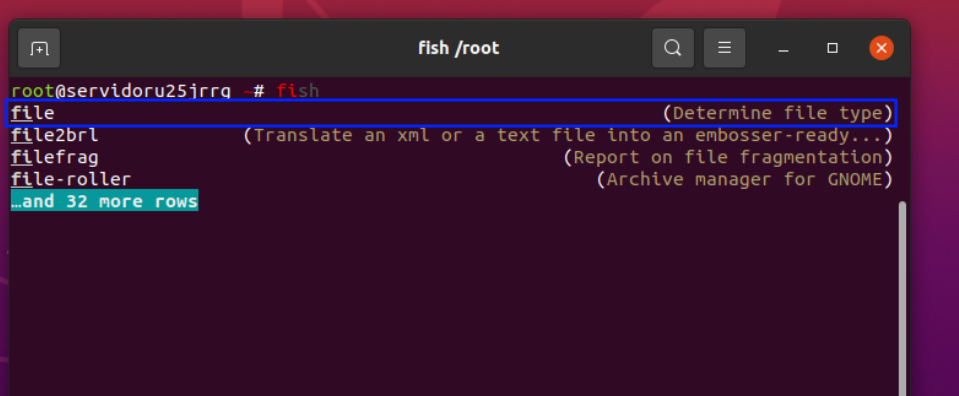 fish /root
root@servidoru25jrrg ~# fish
file (Determine file type)
file2brl (Translate an xml or a text file into an embosser-ready...)
filefrag (Report on file fragmentation)
file-roller (Archive manager for GNOME)
…and 32 more rows